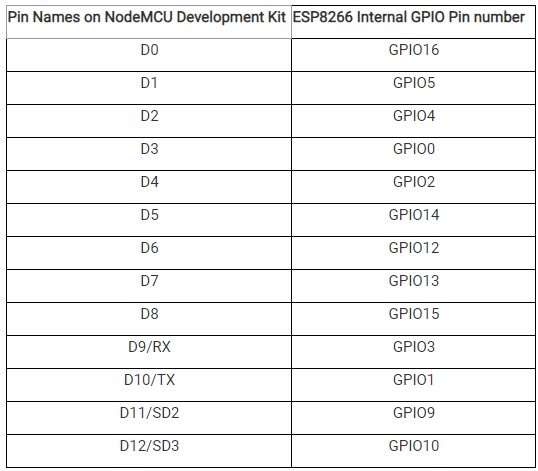 Pin Names on NodeMCU Development Kit ESP8266 Internal GPIO Pin number
D0 GPIO16
D1 GPIO5
D2 GPIO4
D3 GPIO0
D4 GPIO2
D5 GPIO14
D6 GPIO12
D7 GPIO13
D8 GPIO15
D9/RX GPIO3
D10/TX GPIO1
D11/SD2 GPIO9
D12/SD3 GPIO10